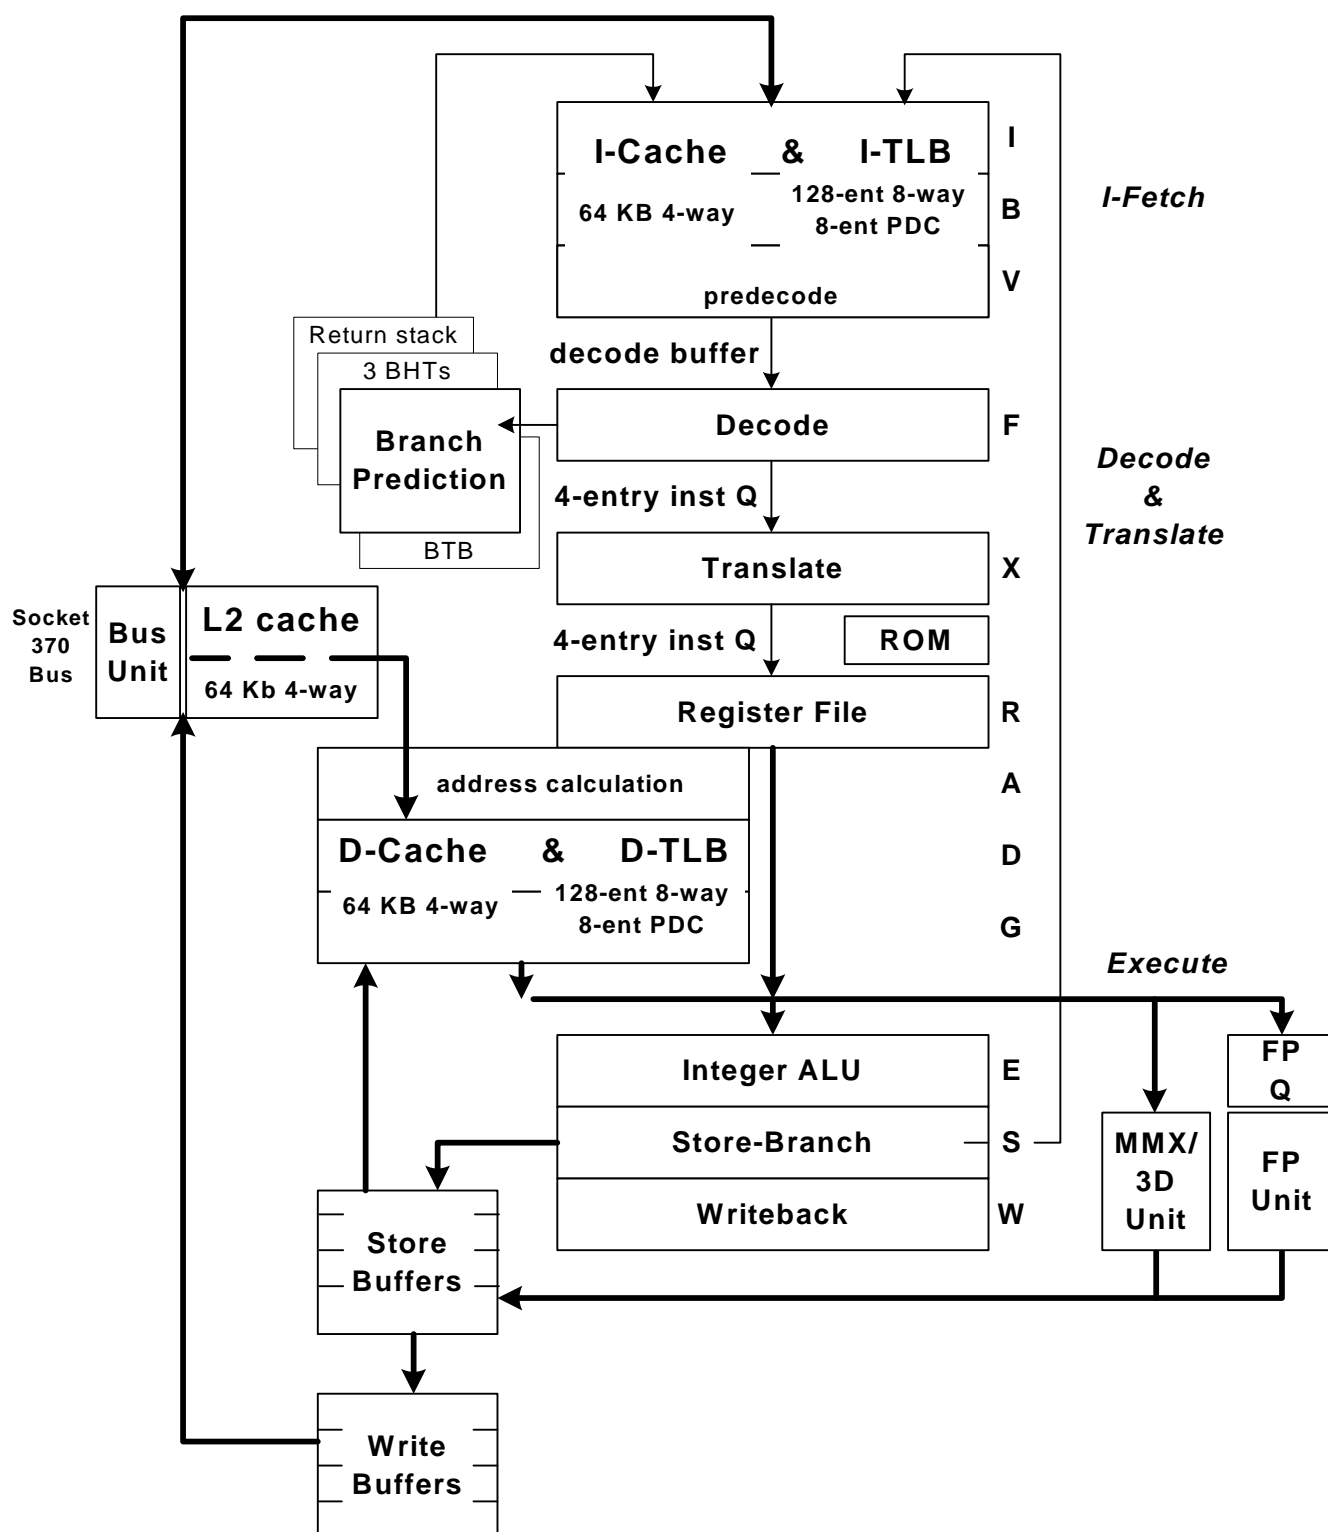 I-Cache & I-TLB
I
64 KB 4-way
128-ent 8-way
8-ent PDC
B
I-Fetch
V
predecode
Return stack
decode buffer
3 BHTs
Branch
Prediction
BTB
Decode
F
Decode
&
Translate
4-entry inst Q
Translate
X
Socket
370
Bus
Bus
Unit
L2 cache
64 Kb 4-way
4-entry inst Q
ROM
Register File
R
address calculation
A
D-Cache & D-TLB
D
64 KB 4-way
128-ent 8-way
8-ent PDC
G
Execute
Integer ALU
E
FP
Q
Store-Branch
S
MMX/
3D
Unit
FP
Unit
Writeback
W
Store
Buffers
Write
Buffers